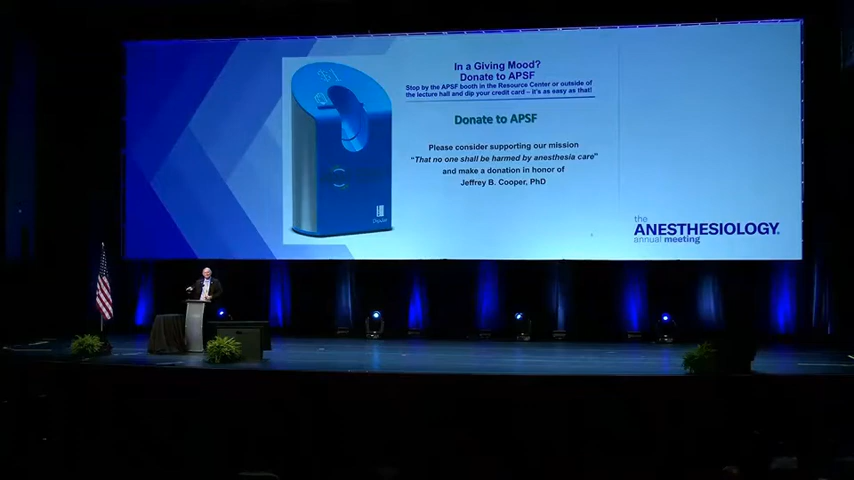 In a Giving Mood?
Donate to APSF
Stop by the APSF booth in the Resource Center or outside of
the lecture hall and dip your credit card – it's as easy as that!
Donate to APSF
Please consider supporting our mission
"That no one shall be harmed by anesthesia care"
and make a donation in honor of
Jeffrey B. Cooper, PhD
the
ANESTHESIOLOGY®
annual meeting